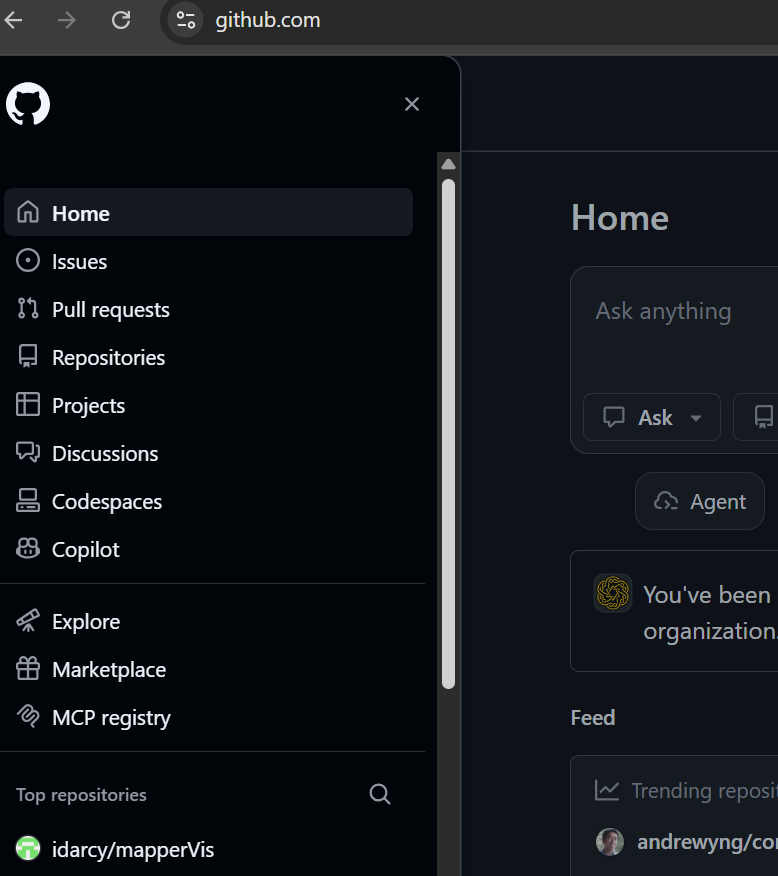 github.com
Home
Issues
Pull requests
Repositories
Projects
Discussions
Codespaces
Copilot
Explore
Marketplace
MCP registry
Top repositories
idarcy/mapperVis
Home
Ask anything
Ask
Agent
You've been
organization.
Feed
Trending reposit
andrewyng/con